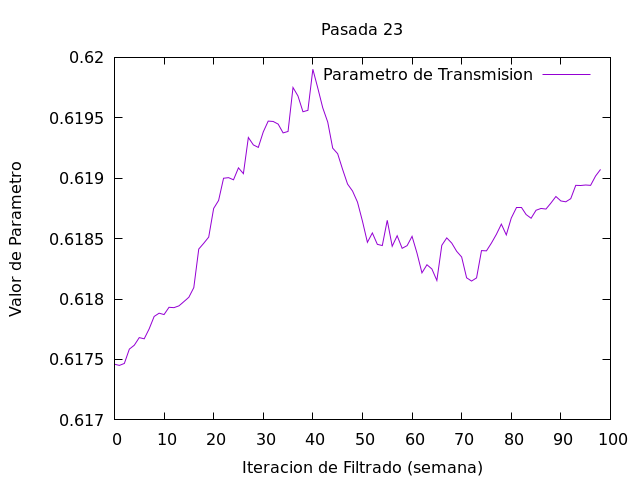 Pasada 23
Parametro de Transmision
0.62
0.6195
0.619
0.6185
0.618
0.6175
0.617
Valor de Parametro
0 10 20 30 40 50 60 70 80 90 100
Iteracion de Filtrado (semana)